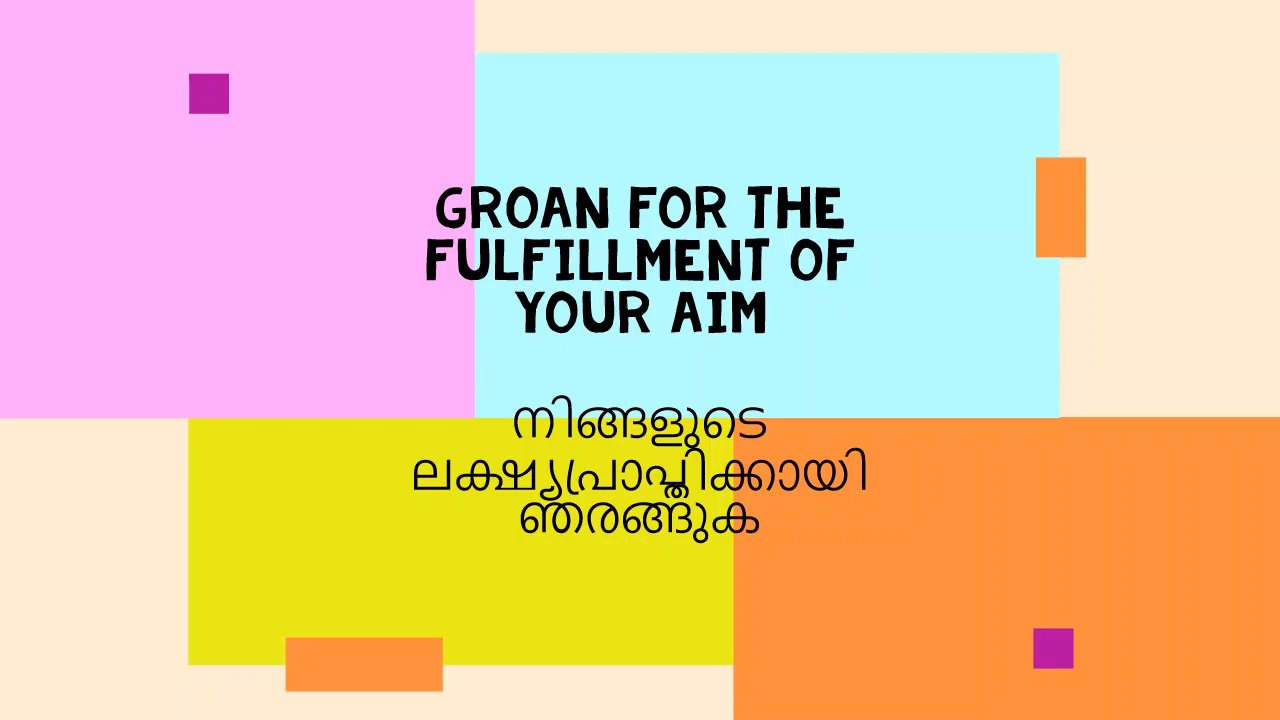 GROAN FOR THE
FULFILLMENT OF
YOUR AIM
നിങ്ങളുടെ
ലക്ഷ്യപ്രാപ്തിക്കായി
ഞരങ്ങുക